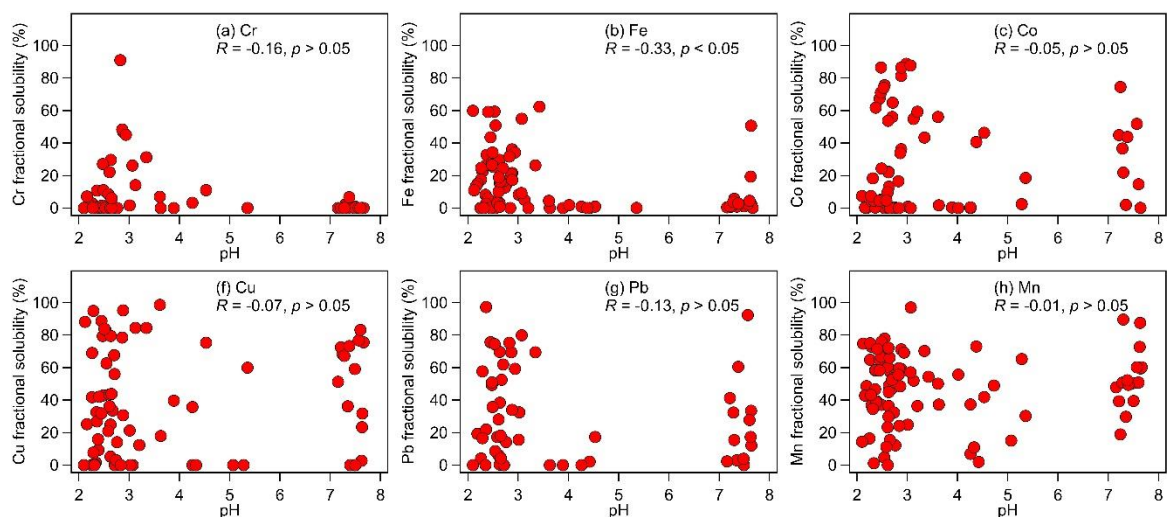 (a) Cr
R = -0.16, p > 0.05
Cr fractional solubility (%)
100
80
60
40
20
0
2 3 4 5 6 7 8
pH
(b) Fe
R = -0.33, p < 0.05
Fe fractional solubility (%)
100
80
60
40
20
0
2 3 4 5 6 7 8
pH
(c) Co
R = -0.05, p > 0.05
Co fractional solubility (%)
100
80
60
40
20
0
2 3 4 5 6 7 8
pH
(f) Cu
R = -0.07, p > 0.05
Cu fractional solubility (%)
100
80
60
40
20
0
2 3 4 5 6 7 8
pH
(g) Pb
R = -0.13, p > 0.05
Pb fractional solubility (%)
100
80
60
40
20
0
2 3 4 5 6 7 8
pH
(h) Mn
R = -0.01, p > 0.05
Mn fractional solubility (%)
100
80
60
40
20
0
2 3 4 5 6 7 8
pH